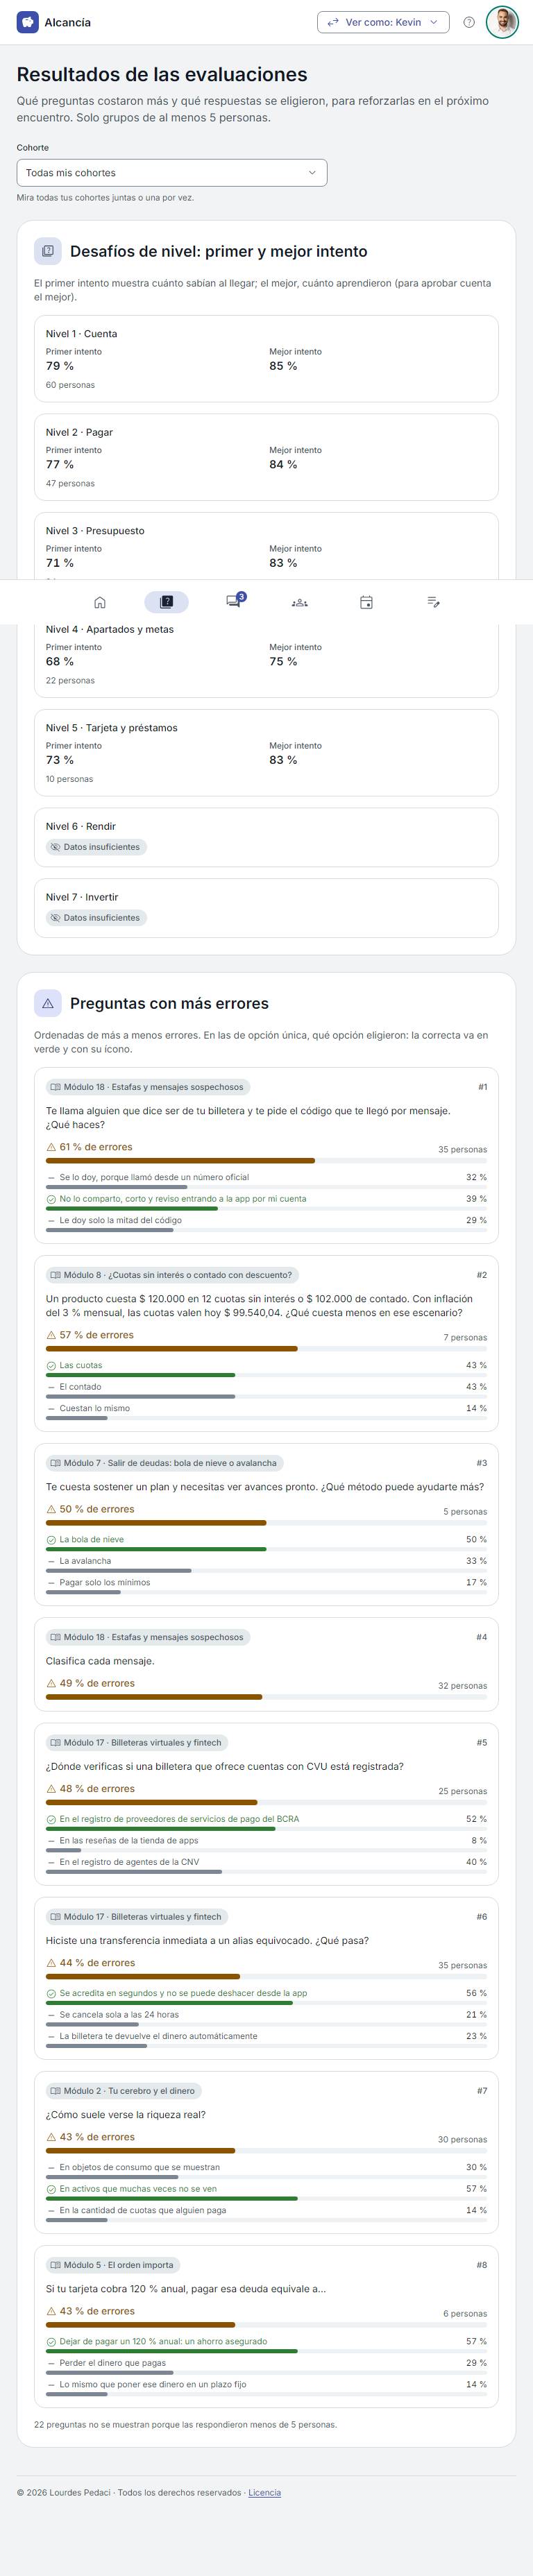 Alcancía
Ver como: Kevin
Resultados de las evaluaciones
Qué preguntas costaron más y qué respuestas se eligieron, para reforzarlas en el próximo
encuentro. Solo grupos de al menos 5 personas.
Cohorte
Todas mis cohortes
Mira todas tus cohortes juntas o una por vez.
Desafíos de nivel: primer y mejor intento
El primer intento muestra cuánto sabían al llegar; el mejor, cuánto aprendieron (para aprobar cuenta
el mejor).
Nivel 1 · Cuenta
Primer intento Mejor intento
79 % 85 %
60 personas
Nivel 2 · Pagar
Primer intento Mejor intento
77 % 84 %
47 personas
Nivel 3 · Presupuesto
Primer intento Mejor intento
71 % 83 %
3
Nivel 4 · Apartados y metas
Primer intento Mejor intento
68 % 75 %
22 personas
Nivel 5 · Tarjeta y préstamos
Primer intento Mejor intento
73 % 83 %
10 personas
Nivel 6 · Rendir
Datos insuficientes
Nivel 7 · Invertir
Datos insuficientes
Preguntas con más errores
Ordenadas de más a menos errores. En las de opción única, qué opción eligieron: la correcta va en
verde y con su ícono.
Módulo 18 · Estafas y mensajes sospechosos #1
Te llama alguien que dice ser de tu billetera y te pide el código que te llegó por mensaje.
¿Qué haces?
61 % de errores 35 personas
Se lo doy, porque llamó desde un número oficial 32 %
No lo comparto, corto y reviso entrando a la app por mi cuenta 39 %
Le doy solo la mitad del código 29 %
Módulo 8 · ¿Cuotas sin interés o contado con descuento? #2
Un producto cuesta $ 120.000 en 12 cuotas sin interés o $ 102.000 de contado. Con inflación
del 3 % mensual, las cuotas valen hoy $ 99.540,04. ¿Qué cuesta menos en ese escenario?
57 % de errores 7 personas
Las cuotas 43 %
El contado 43 %
Cuestan lo mismo 14 %
Módulo 7 · Salir de deudas: bola de nieve o avalancha #3
Te cuesta sostener un plan y necesitas ver avances pronto. ¿Qué método puede ayudarte más?
50 % de errores 5 personas
La bola de nieve 50 %
La avalancha 33 %
Pagar solo los mínimos 17 %
Módulo 18 · Estafas y mensajes sospechosos #4
Clasifica cada mensaje.
49 % de errores 32 personas
Módulo 17 · Billeteras virtuales y fintech #5
¿Dónde verificas si una billetera que ofrece cuentas con CVU está registrada?
48 % de errores 25 personas
En el registro de proveedores de servicios de pago del BCRA 52 %
En las reseñas de la tienda de apps 8 %
En el registro de agentes de la CNV 40 %
Módulo 17 · Billeteras virtuales y fintech #6
Hiciste una transferencia inmediata a un alias equivocado. ¿Qué pasa?
44 % de errores 35 personas
Se acredita en segundos y no se puede deshacer desde la app 56 %
Se cancela sola a las 24 horas 21 %
La billetera te devuelve el dinero automáticamente 23 %
Módulo 2 · Tu cerebro y el dinero #7
¿Cómo suele verse la riqueza real?
43 % de errores 30 personas
En objetos de consumo que se muestran 30 %
En activos que muchas veces no se ven 57 %
En la cantidad de cuotas que alguien paga 14 %
Módulo 5 · El orden importa #8
Si tu tarjeta cobra 120 % anual, pagar esa deuda equivale a...
43 % de errores 6 personas
Dejar de pagar un 120 % anual: un ahorro asegurado 57 %
Perder el dinero que pagas 29 %
Lo mismo que poner ese dinero en un plazo fijo 14 %
22 preguntas no se muestran porque las respondieron menos de 5 personas.
© 2026 Lourdes Pedaci · Todos los derechos reservados · Licencia